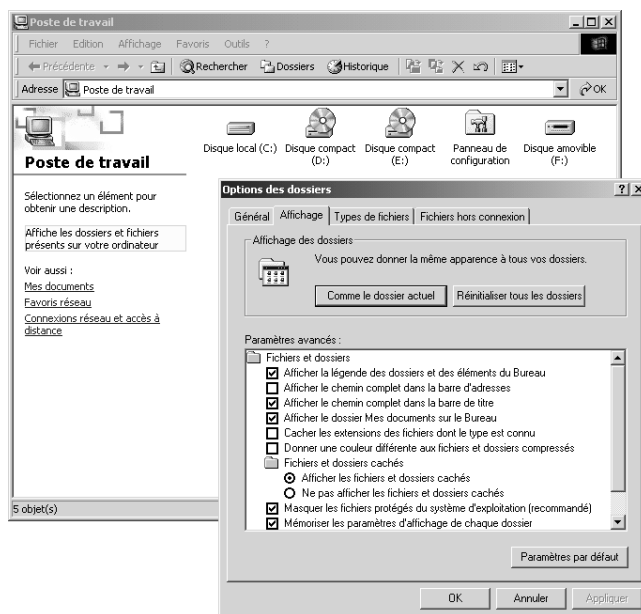 Poste de travail
Fichier Edition Affichage Favoris Outils ?
Précédente Rechercher Dossiers Historique
Adresse Poste de travail OK
Poste de travail
Sélectionnez un élément pour
obtenir une description.
Affiche les dossiers et fichiers
présents sur votre ordinateur
Voir aussi :
Mes documents
Favoris réseau
Connexions réseau et accès à
distance
Disque local (C:)
Disque compact
(D:)
Disque compact
(E:)
Panneau de
configuration
Disque amovible
(F:)
5 objet(s)
Options des dossiers
Général Affichage Types de fichiers Fichiers hors connexion
Affichage des dossiers
Vous pouvez donner la même apparence à tous vos dossiers.
Comme le dossier actuel Réinitialiser tous les dossiers
Paramètres avancés :
Fichiers et dossiers
Afficher la légende des dossiers et des éléments du Bureau
Afficher le chemin complet dans la barre d'adresses
Afficher le chemin complet dans la barre de titre
Afficher le dossier Mes documents sur le Bureau
Cacher les extensions des fichiers dont le type est connu
Donner une couleur différente aux fichiers et dossiers compressés
Fichiers et dossiers cachés
Afficher les fichiers et dossiers cachés
Ne pas afficher les fichiers et dossiers cachés
Masquer les fichiers protégés du système d'exploitation (recommandé)
Mémoriser les paramètres d'affichage de chaque dossier
Paramètres par défaut
OK Annuler Appliquer